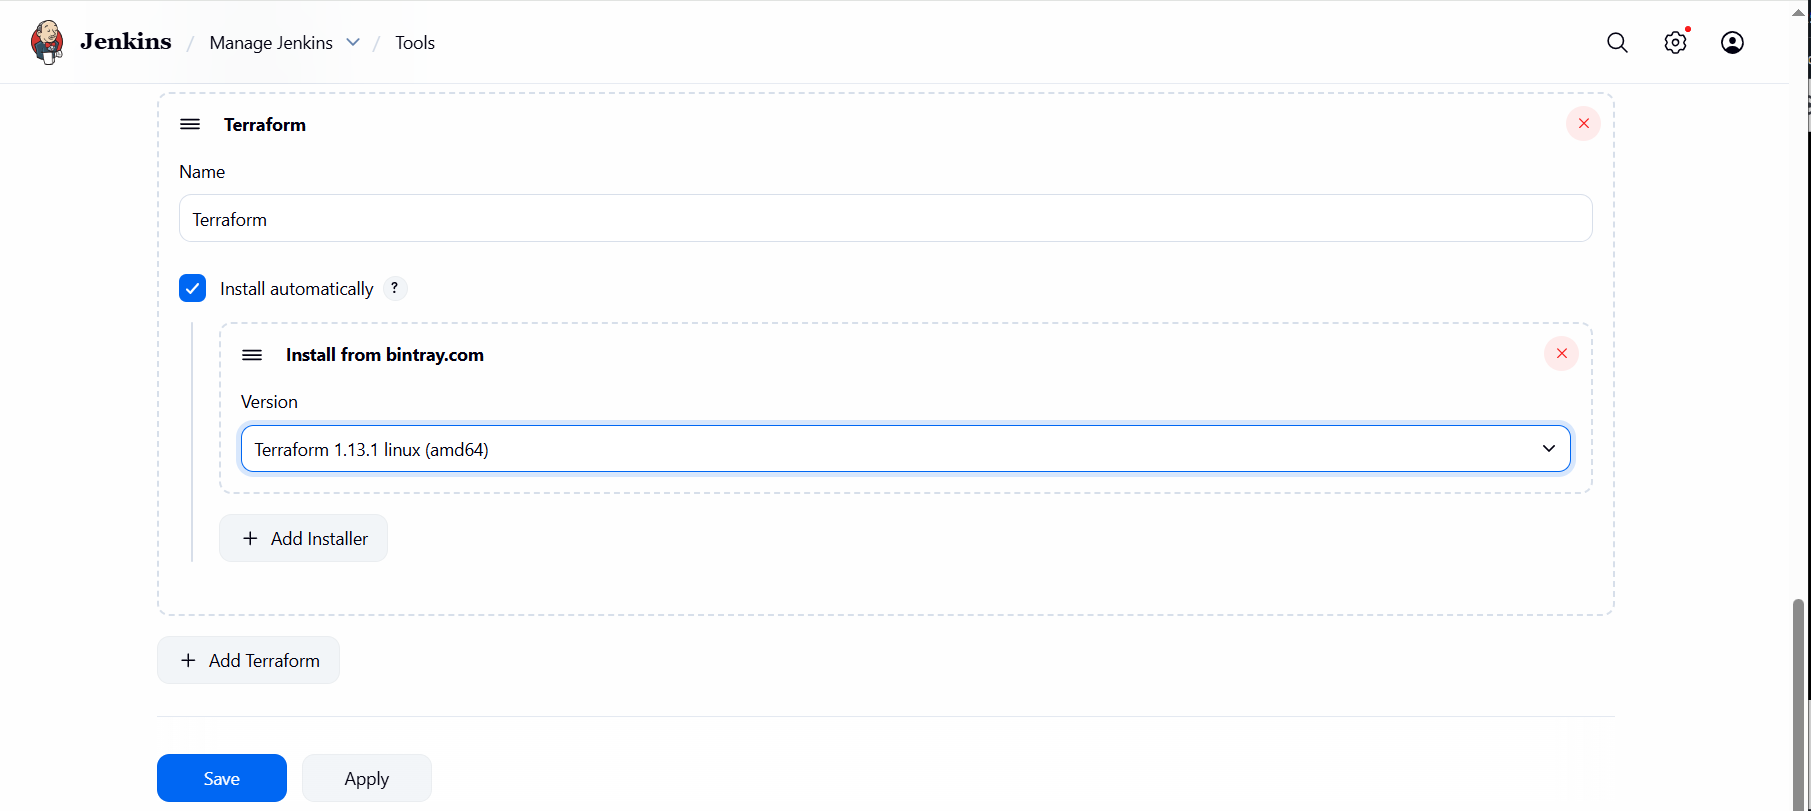 Jenkins / Manage Jenkins / Tools
Terraform
Name
Terraform
Install automatically ?
Install from bintray.com
Version
Terraform 1.13.1 linux (amd64)
+ Add Installer
+ Add Terraform
Save Apply